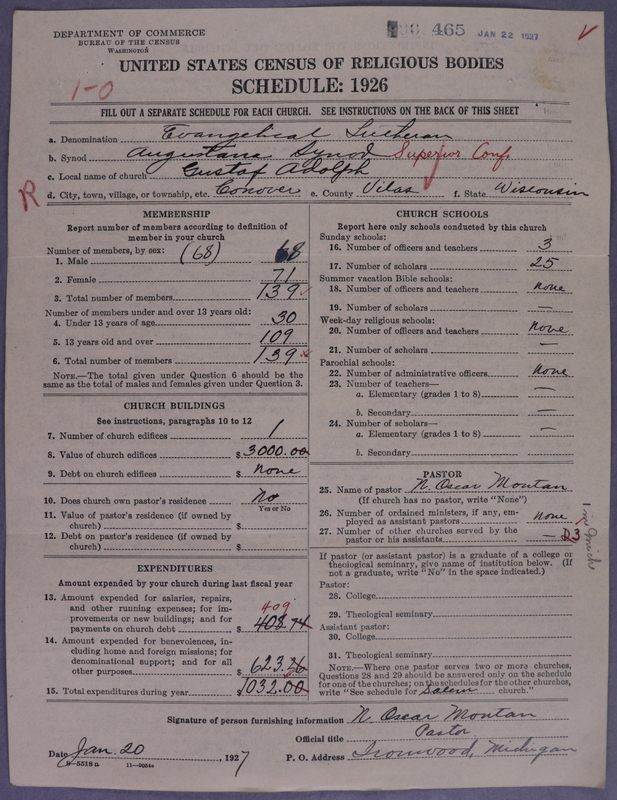 DEPARTMENT OF COMMERCE
BUREAU OF THE CENSUS
WASHINGTON
465 JAN 22 1927
UNITED STATES CENSUS OF RELIGIOUS BODIES
SCHEDULE: 1926
1-0
FILL OUT A SEPARATE SCHEDULE FOR EACH CHURCH. SEE INSTRUCTIONS ON THE BACK OF THIS SHEET
a. Denomination Evangelical Lutheran
b. Synod Augustana Synod Superior Conf.
c. Local name of church Gustaf Adolph
R d. City, town, village, or township, etc. Conover e. County Vilas f. State Wisconsin
MEMBERSHIP
Report number of members according to definition of
member in your church
Number of members, by sex: (68)
1. Male 68
2. Female 71
3. Total number of members 139
Number of members under and over 13 years old:
4. Under 13 years of age 30
5. 13 years old and over 109
6. Total number of members 139
NOTE.—The total given under Question 6 should be the
same as the total of males and females given under Question 3.
CHURCH BUILDINGS
See instructions, paragraphs 10 to 12
7. Number of church edifices 1
8. Value of church edifices $ 3000.00
9. Debt on church edifices $ None
10. Does church own pastor's residence No
Yes or No
11. Value of pastor's residence (if owned by
church) $
12. Debt on pastor's residence (if owned by
church) $
EXPENDITURES
Amount expended by your church during last fiscal year
13. Amount expended for salaries, repairs,
and other running expenses; for im-
provements or new buildings; and for
payments on church debt $ 408.74 409
14. Amount expended for benevolences, in-
cluding home and foreign missions; for
denominational support; and for all
other purposes 623.36
15. Total expenditures during year $1032.00
CHURCH SCHOOLS
Report here only schools conducted by this church
Sunday schools:
16. Number of officers and teachers 3
17. Number of scholars 25
Summer vacation Bible schools:
18. Number of officers and teachers none
19. Number of scholars —
Week-day religious schools:
20. Number of officers and teachers none
21. Number of scholars —
Parochial schools:
22. Number of administrative officers none
23. Number of teachers—
a. Elementary (grades 1 to 8) —
b. Secondary —
24. Number of scholars—
a. Elementary (grades 1 to 8) —
b. Secondary
PASTOR
25. Name of pastor N. Oscar Montan
(If church has no pastor, write "None")
26. Number of ordained ministers, if any, em-
ployed as assistant pastors none
27. Number of other churches served by the
pastor or his assistants 23
If pastor (or assistant pastor) is a graduate of a college or
theological seminary, give name of institution below. (If
not a graduate, write "No" in the space indicated.)
Pastor:
28. College
29. Theological seminary
Assistant pastor:
30. College
31. Theological seminary
NOTE.—Where one pastor serves two or more churches,
Questions 28 and 29 should be answered only on the schedule
for one of the churches; on the schedules for the other churches,
write "See schedule for Salem church."
Signature of person furnishing information N. Oscar Montan
Official title Pastor
Date Jan. 20, 1927 P. O. Address Ironwood, Michigan
8-5518a 11-9954